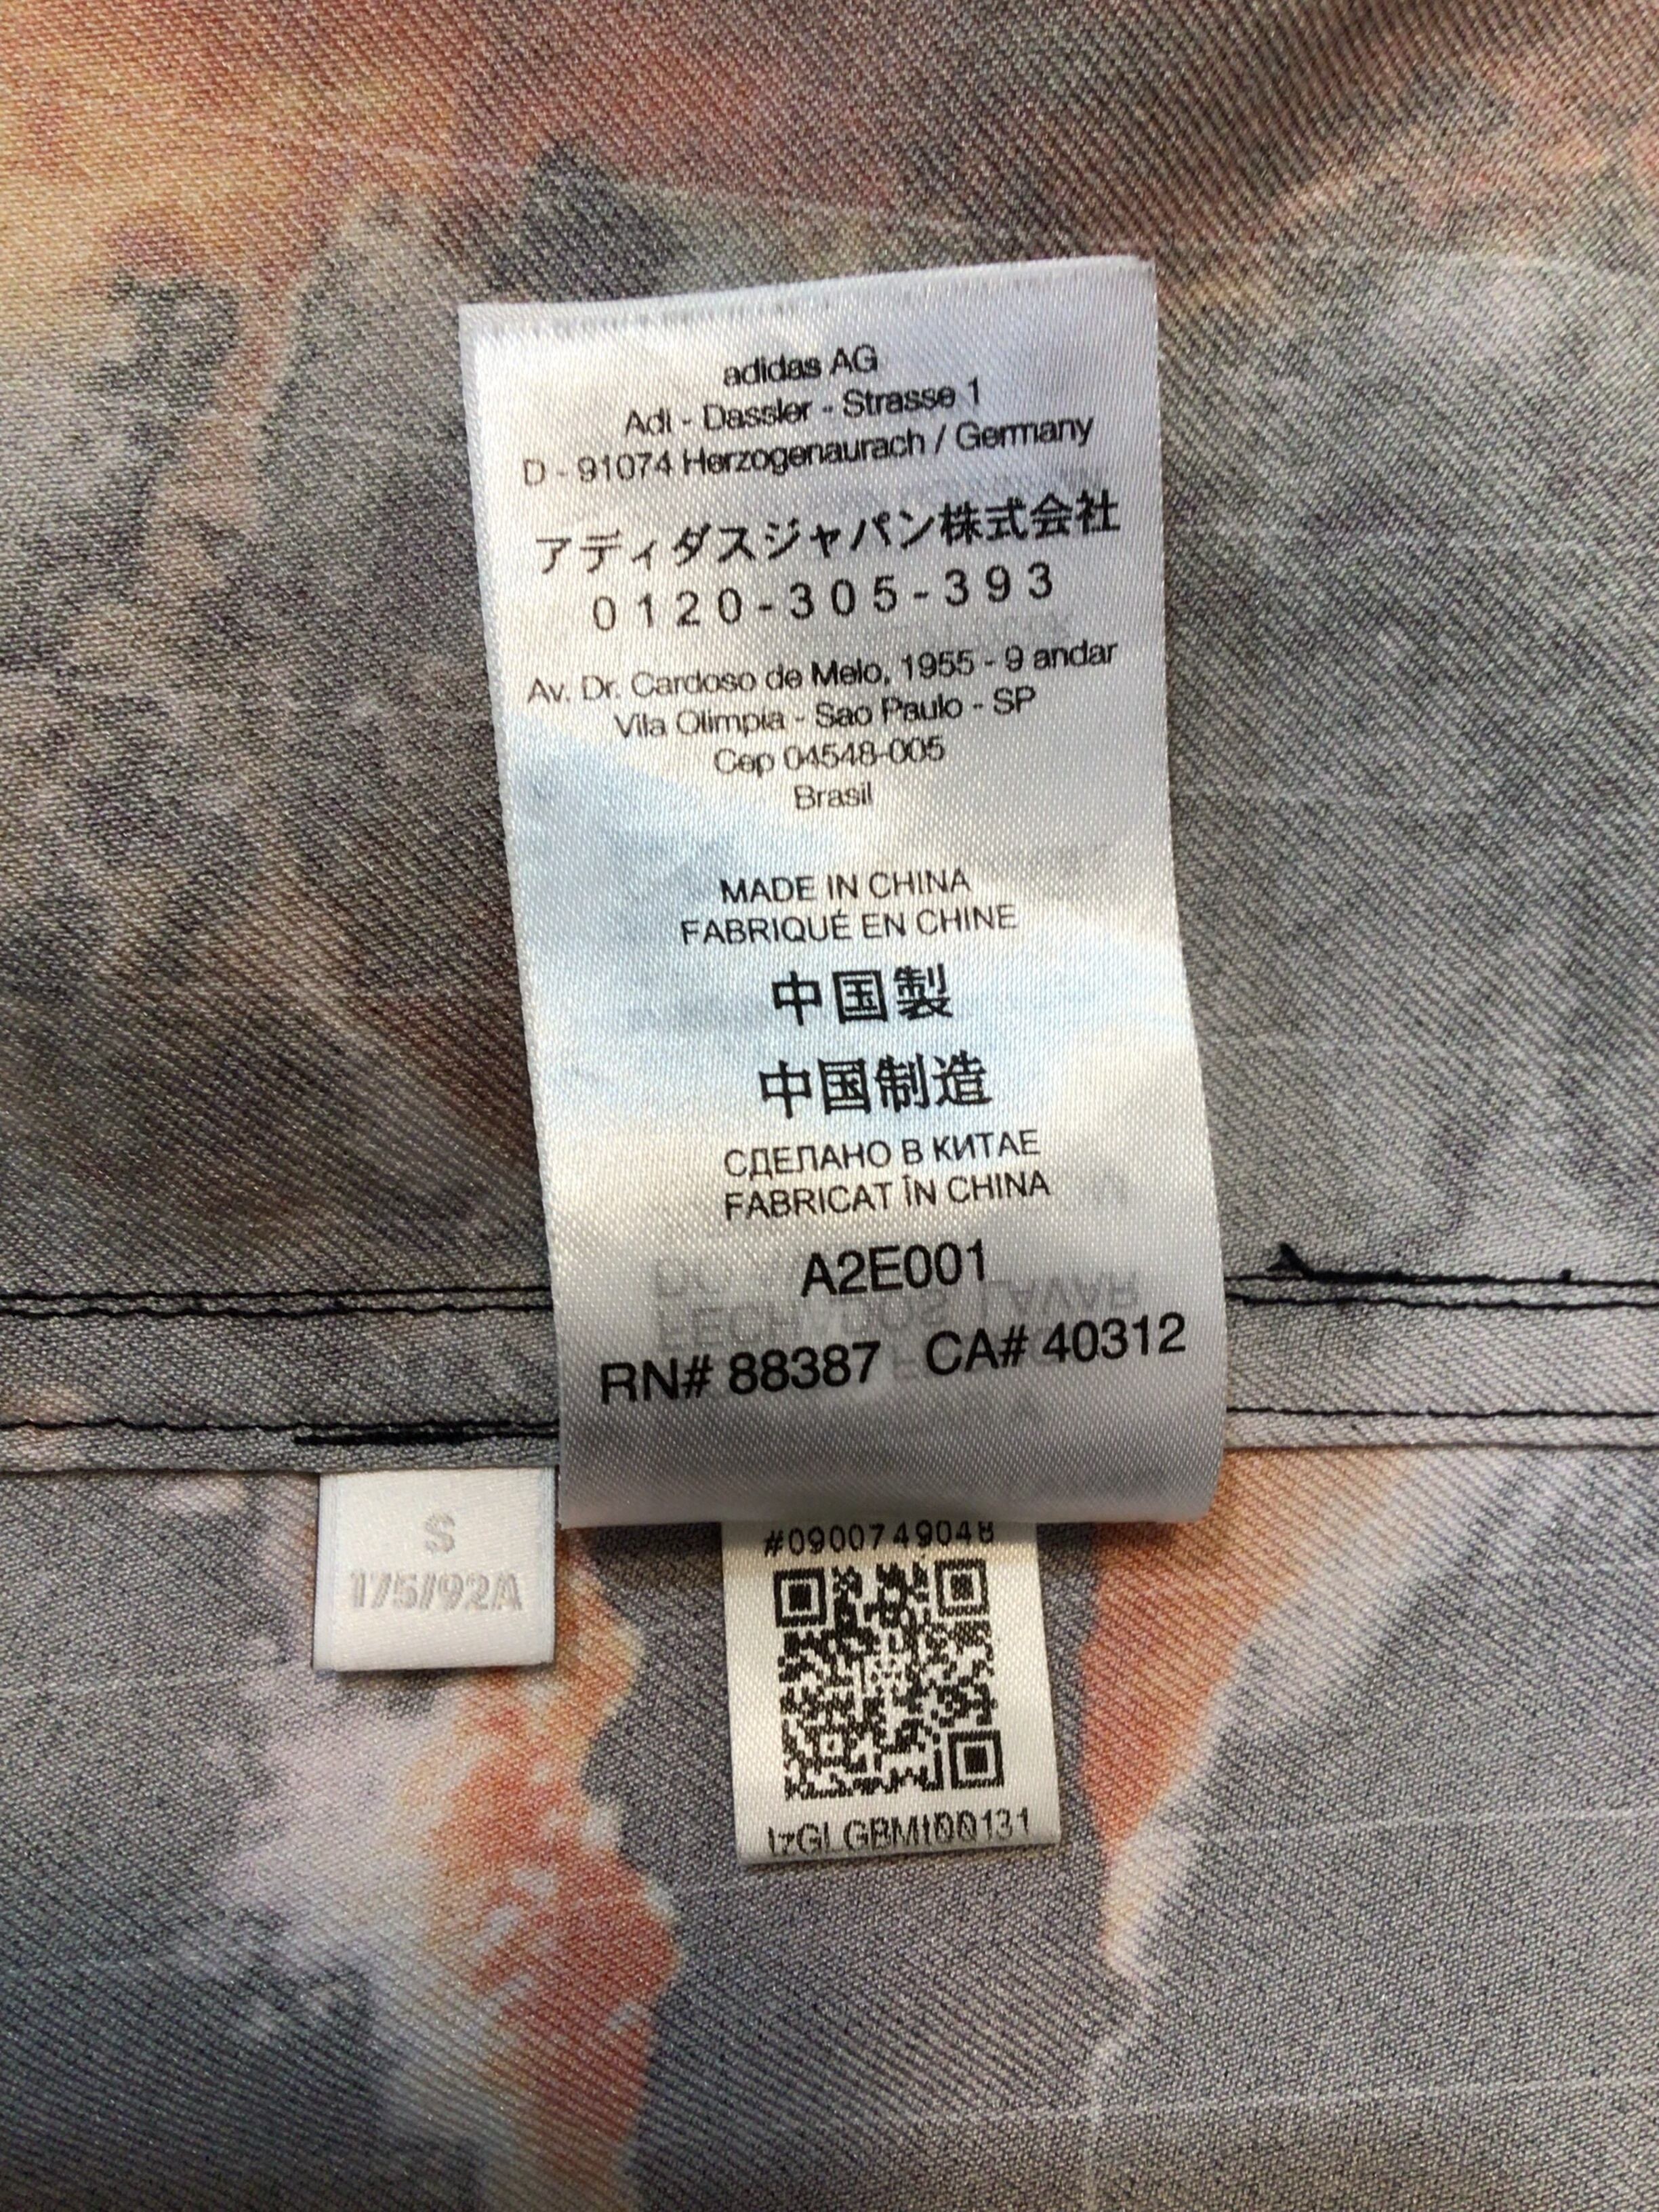 adidas AG
Adi - Dassler - Strasse 1
D - 91074 Herzogenaurach / Germany
アディダスジャパン株式会社
0120-305-393
Av. Dr. Cardoso de Melo, 1955 - 9 andar
Vila Olimpia - Sao Paulo - SP
Cep 04548-005
Brasil
MADE IN CHINA
FABRIQUÉ EN CHINE
中国製
中国制造
СДЕЛАНО В КИТАЕ
FABRICAT ÎN CHINA
A2E001
RN# 88387 CA# 40312
S
175/92A
#0900749048